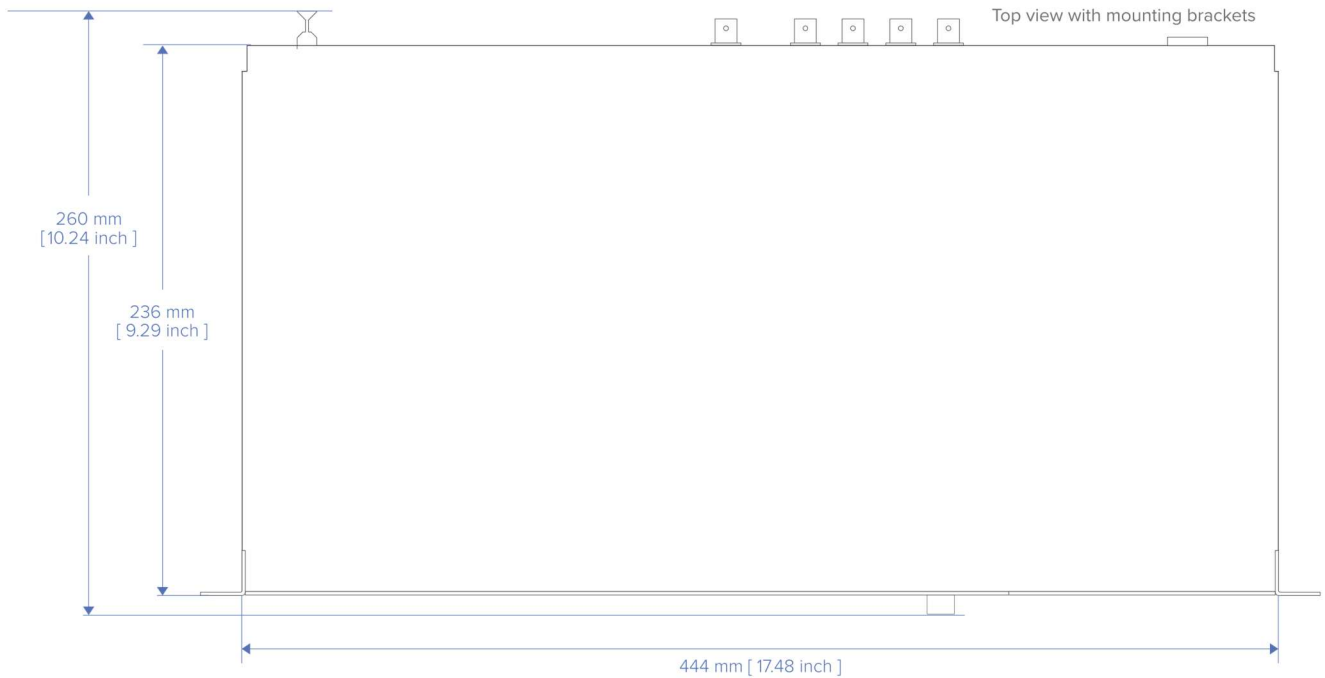 Top view with mounting brackets
260 mm
[10.24 inch ]
236 mm
[ 9.29 inch ]
444 mm [ 17.48 inch ]